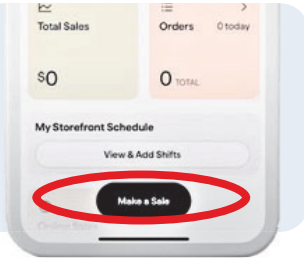 Total Sales
Orders 0 today
$0
0 TOTAL
My Storefront Schedule
View & Add Shifts
Make a Sale